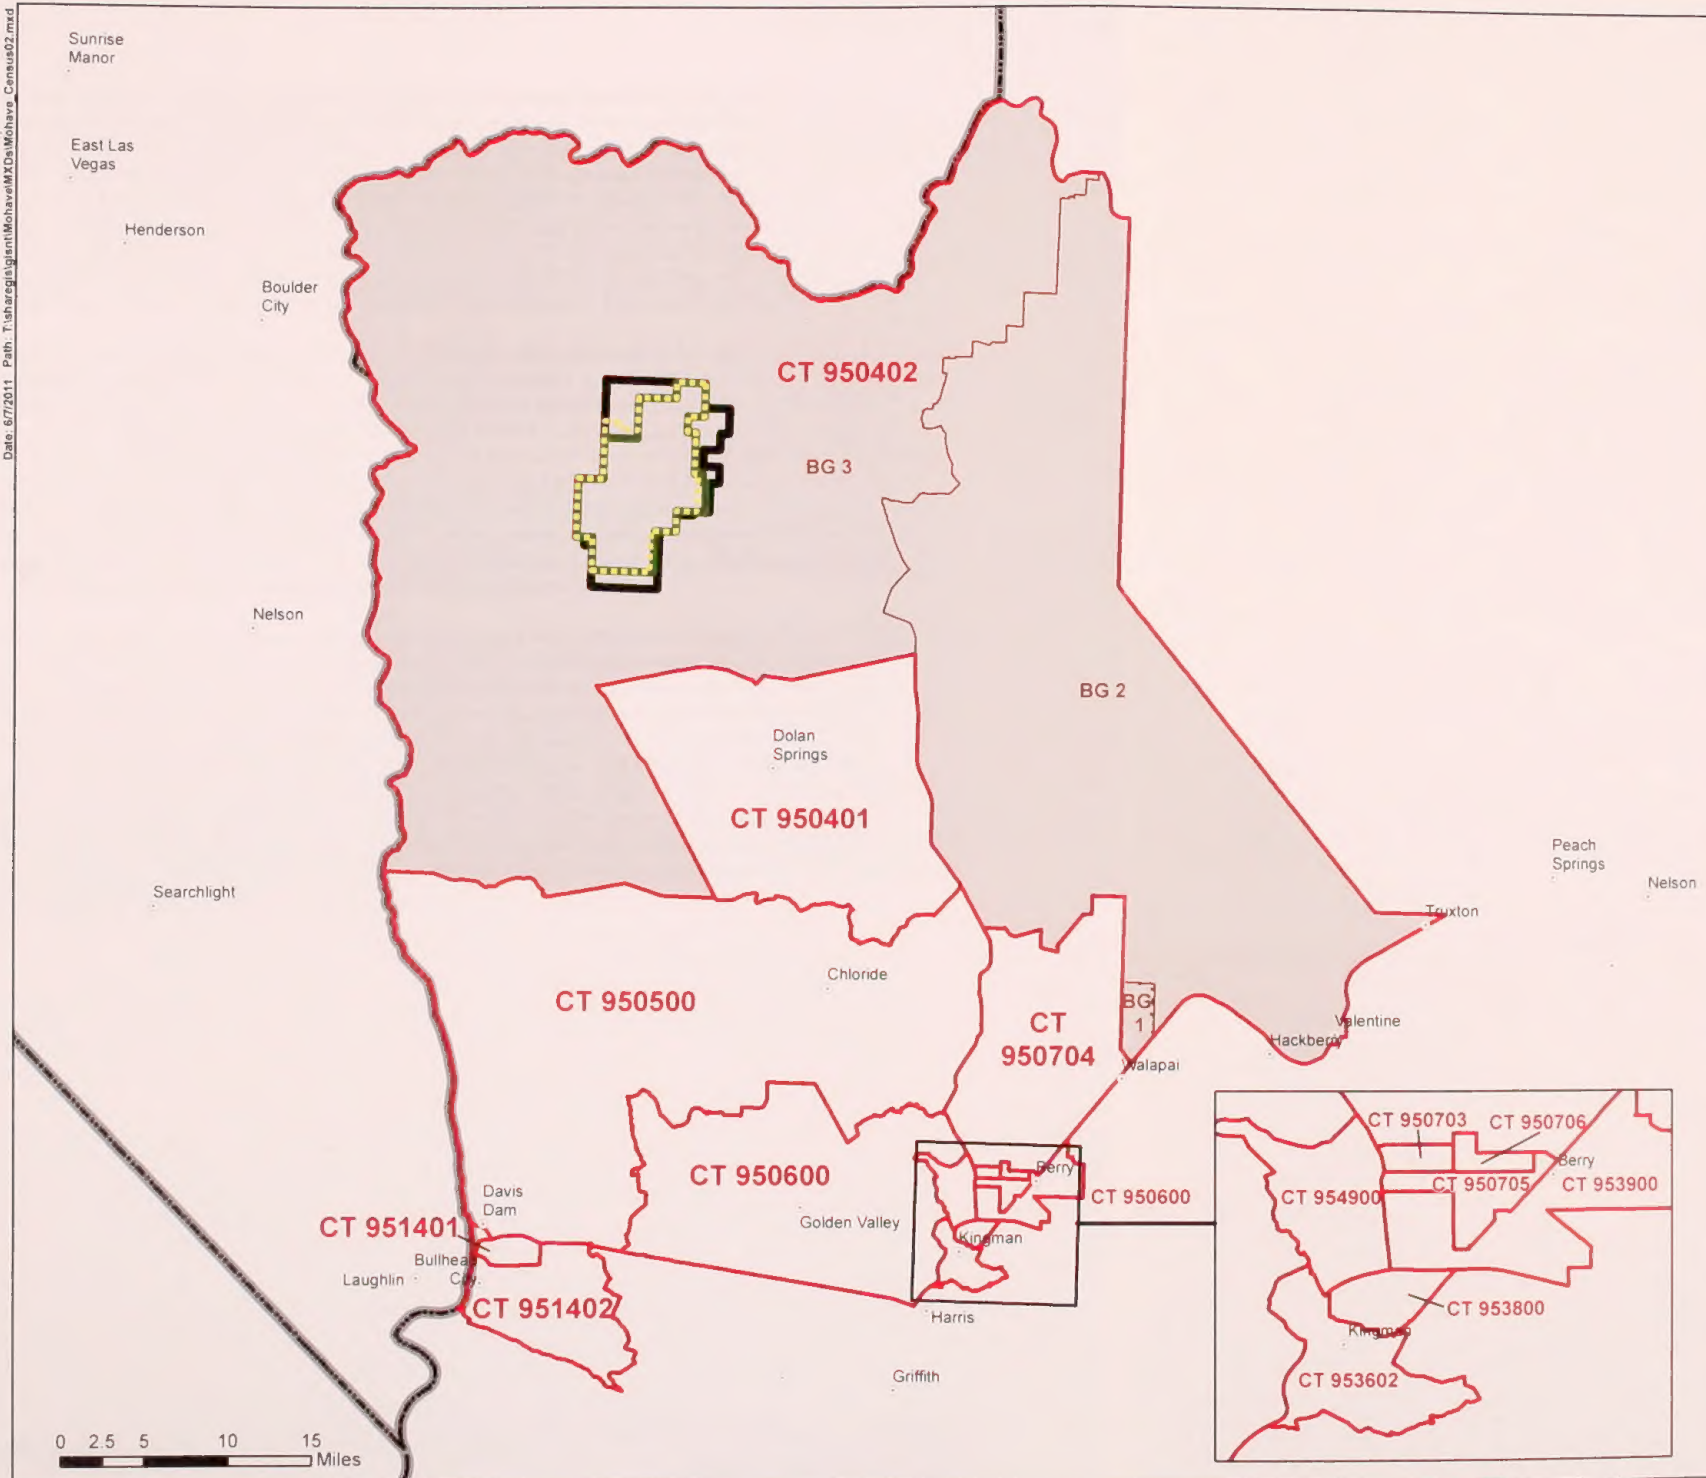 Date: 6/7/2011 Path: T:\sharegis\gisnt\Mohave\MXDs\Mohave_Census02.mxd
Sunrise
Manor
East Las
Vegas
Henderson
Boulder
City
CT 950402
BG 3
Nelson
BG 2
Dolan
Springs
CT 950401
Peach
Springs
Nelson
Searchlight
Truxton
Chloride
CT 950500
BG
1
CT
950704
Valentine
Hackberry
Walapai
CT 950600
Berry
CT 950600
Davis
Dam
Golden Valley
CT 951401
Kingman
Bullhead
City
Laughlin
CT 951402
Harris
Griffith
CT 950703
CT 950706
Berry
CT 954900
CT 950705
CT 953900
CT 953800
Kingman
CT 953602
0 2.5 5 10 15
Miles